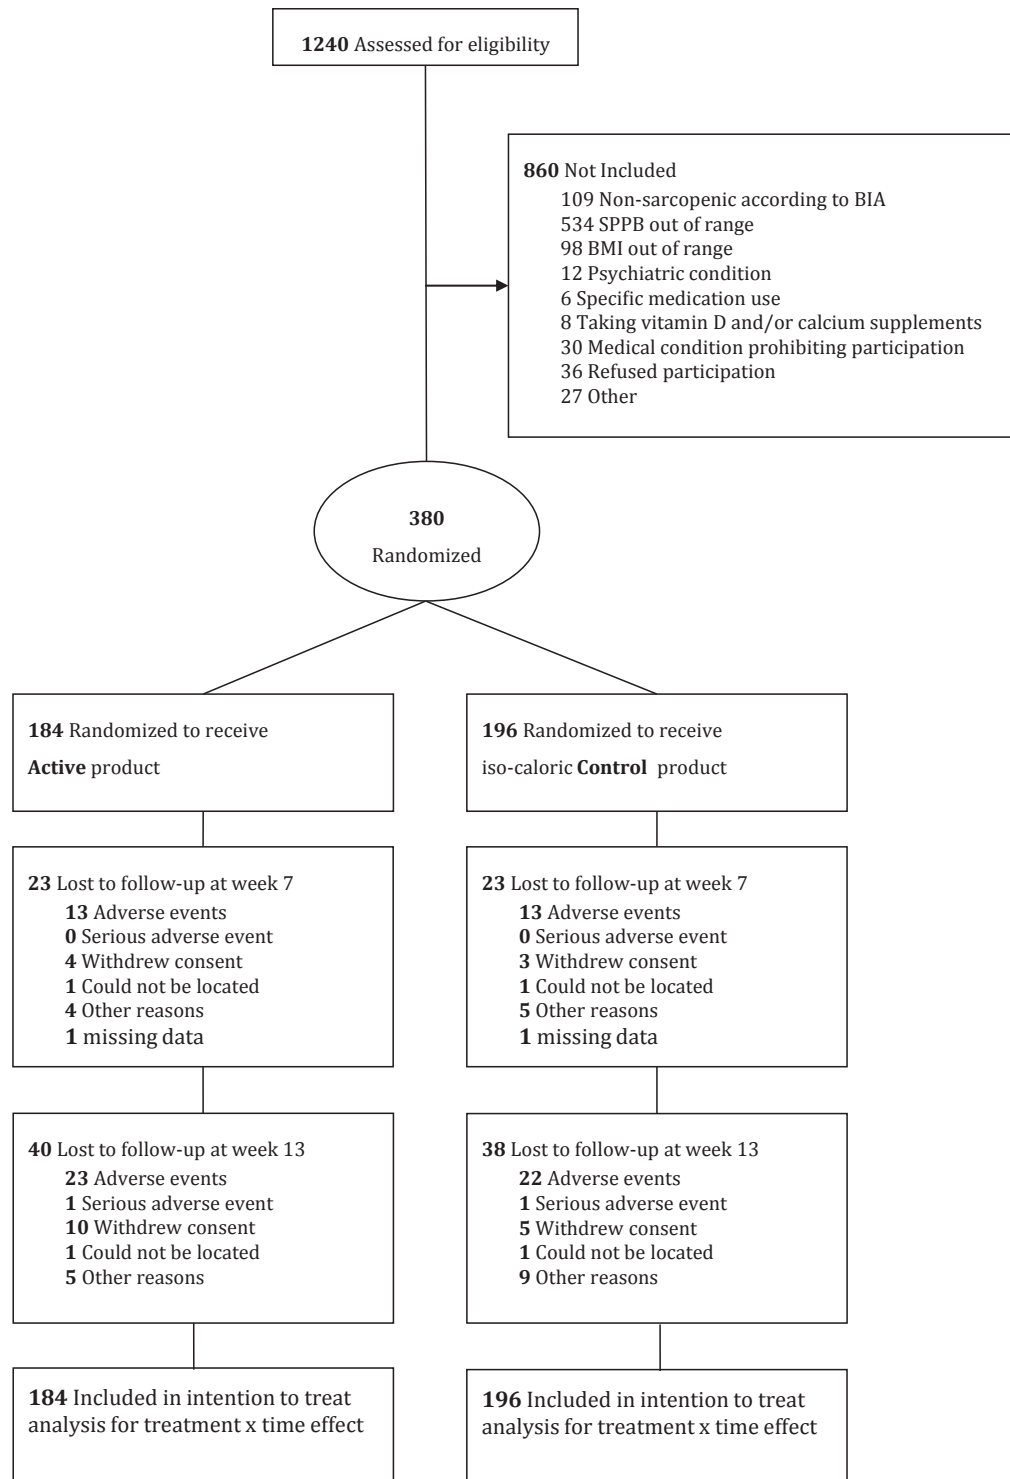 1240 Assessed for eligibility
860 Not Included
109 Non-sarcopenic according to BIA
534 SPPB out of range
98 BMI out of range
12 Psychiatric condition
6 Specific medication use
8 Taking vitamin D and/or calcium supplements
30 Medical condition prohibiting participation
36 Refused participation
27 Other
380
Randomized
184 Randomized to receive
Active product
196 Randomized to receive
iso-caloric Control product
23 Lost to follow-up at week 7
13 Adverse events
0 Serious adverse event
4 Withdrew consent
1 Could not be located
4 Other reasons
1 missing data
23 Lost to follow-up at week 7
13 Adverse events
0 Serious adverse event
3 Withdrew consent
1 Could not be located
5 Other reasons
1 missing data
40 Lost to follow-up at week 13
23 Adverse events
1 Serious adverse event
10 Withdrew consent
1 Could not be located
5 Other reasons
38 Lost to follow-up at week 13
22 Adverse events
1 Serious adverse event
5 Withdrew consent
1 Could not be located
9 Other reasons
184 Included in intention to treat
analysis for treatment x time effect
196 Included in intention to treat
analysis for treatment x time effect